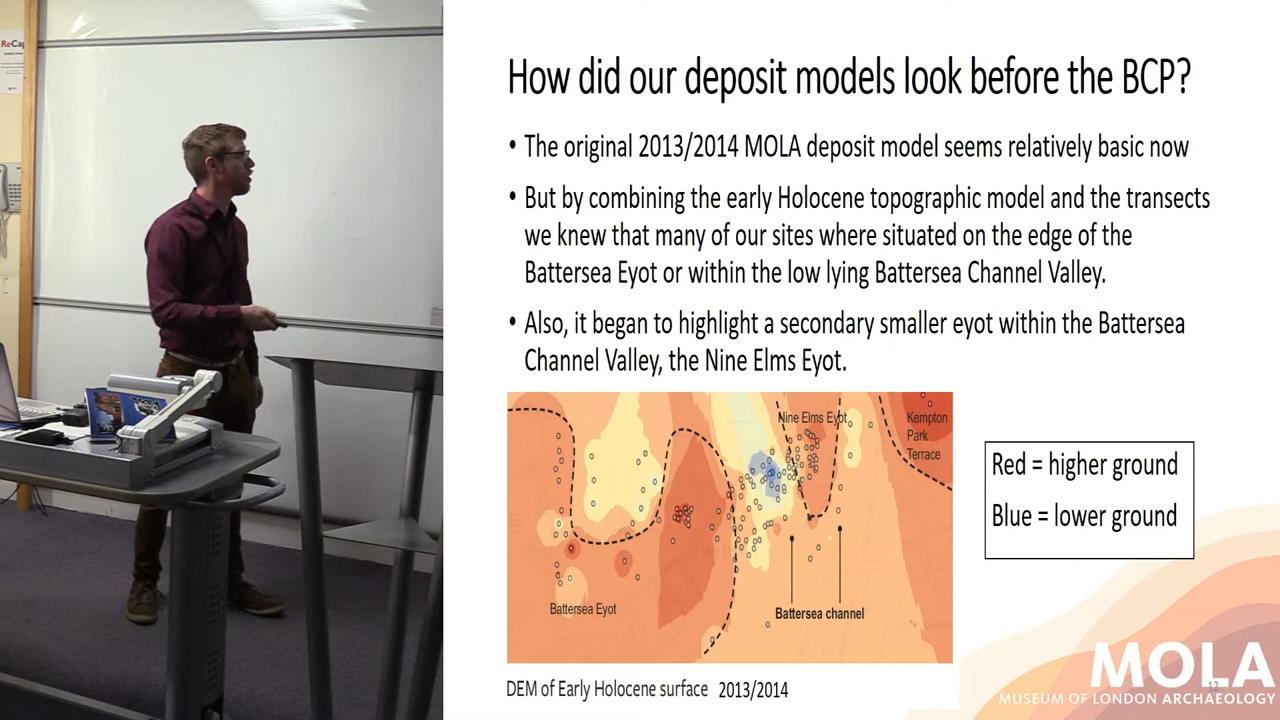 ReCap
How did our deposit models look before the BCP?
• The original 2013/2014 MOLA deposit model seems relatively basic now
• But by combining the early Holocene topographic model and the transects
we knew that many of our sites where situated on the edge of the
Battersea Eyot or within the low lying Battersea Channel Valley.
• Also, it began to highlight a secondary smaller eyot within the Battersea
Channel Valley, the Nine Elms Eyot.
Nine Elms Eyot
Kempton
Park
Terrace
Battersea Eyot
Battersea channel
Red = higher ground
Blue = lower ground
DEM of Early Holocene surface 2013/2014
MOLA
12
MUSEUM OF LONDON ARCHAEOLOGY